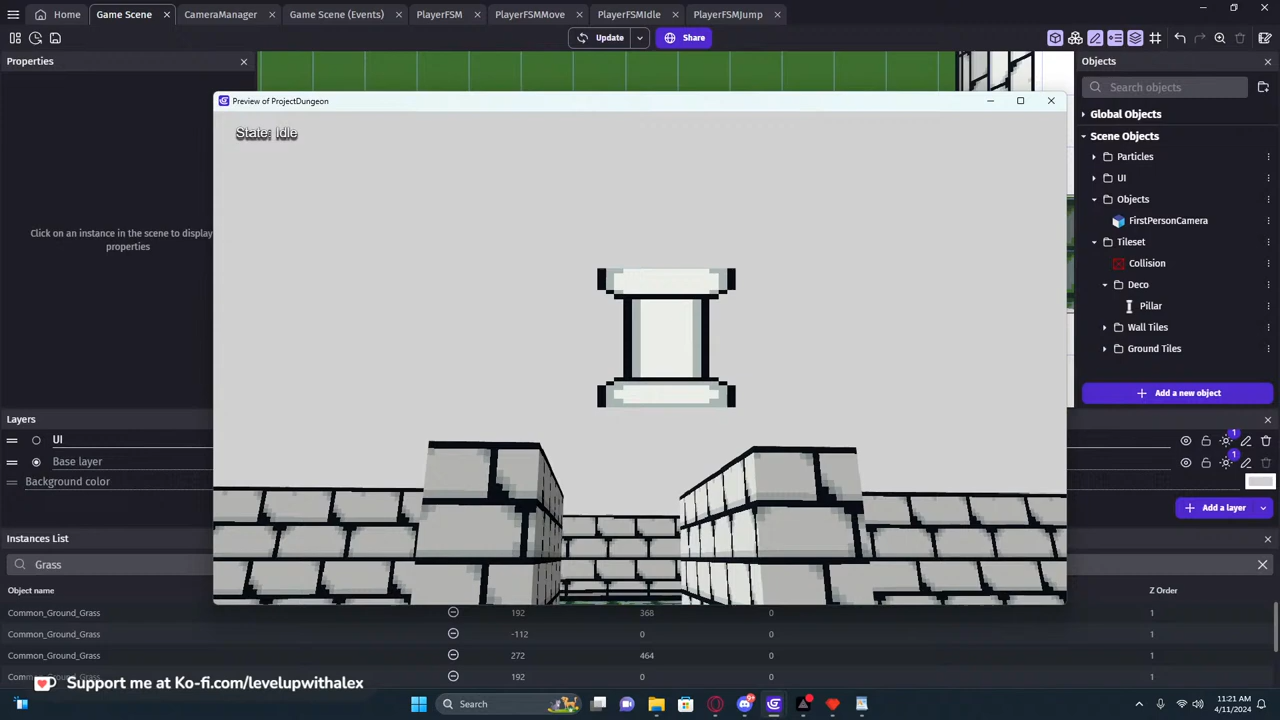 Home
Game Scene
CameraManager
Game Scene (Events)
PlayerFSM
PlayerFSMMove
PlayerFSMIdle
PlayerFSMJump
Update
Share
Properties
Objects
Preview of ProjectDungeon
Search objects
State: Idle
Global Objects
Scene Objects
Particles
UI
Objects
Click on an instance in the scene to display
properties
FirstPersonCamera
Tileset
Collision
Deco
Pillar
Wall Tiles
Ground Tiles
Add a new object
Layers
UI
1
Base layer
1
Background color
Add a layer
Instances List
Grass
Object name
Z Order
Common_Ground_Grass 192 368 0 1
Common_Ground_Grass -112 0 0 1
Common_Ground_Grass 272 464 0 1
Common_Ground_Grass 192 0 0 1
Support me at Ko-fi.com/levelupwithalex
Search
11:21 AM
4/11/2024